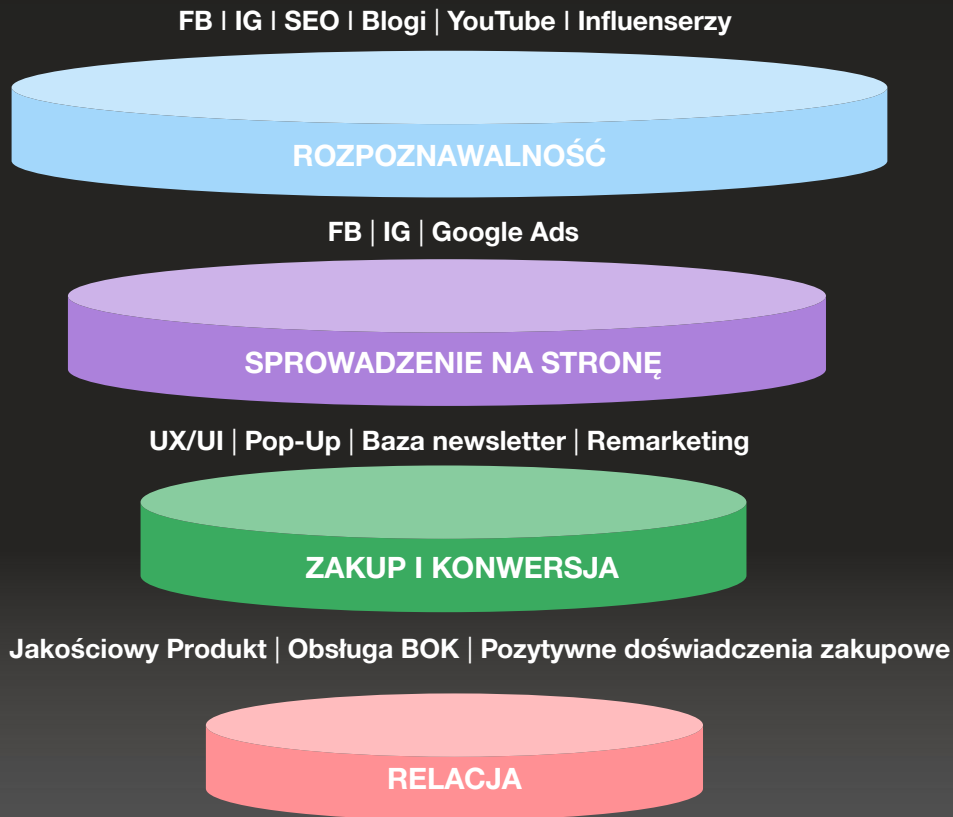 FB | IG | SEO | Blogi | YouTube | Influenserzy
ROZPOZNAWALNOŚĆ
FB | IG | Google Ads
SPROWADZENIE NA STRONĘ
UX/UI | Pop-Up | Baza newsletter | Remarketing
ZAKUP I KONWERSJA
Jakościowy Produkt | Obsługa BOK | Pozytywne doświadczenia zakupowe
RELACJA